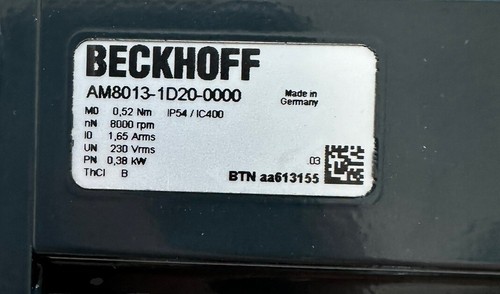 BECKHOFF
AM8013-1D20-0000
Made in
Germany
M0 0,52 Nm IP54 / IC400
nN 8000 rpm
I0 1,65 Arms
UN 230 Vrms
PN 0,38 kW
ThCl B
.03
BTN aa613155